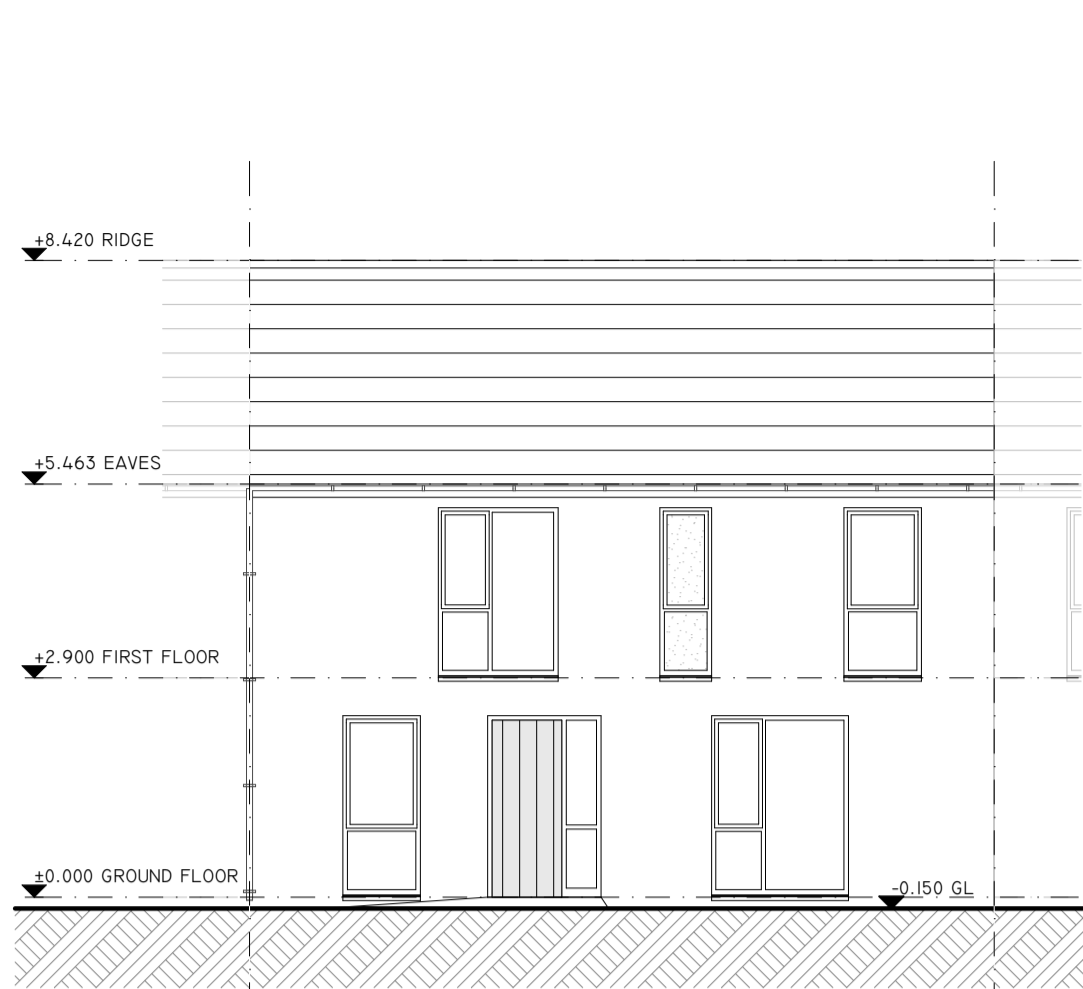 +8.420 RIDGE
+5.463 EAVES
+2.900 FIRST FLOOR
±0.000 GROUND FLOOR
-0.150 GL